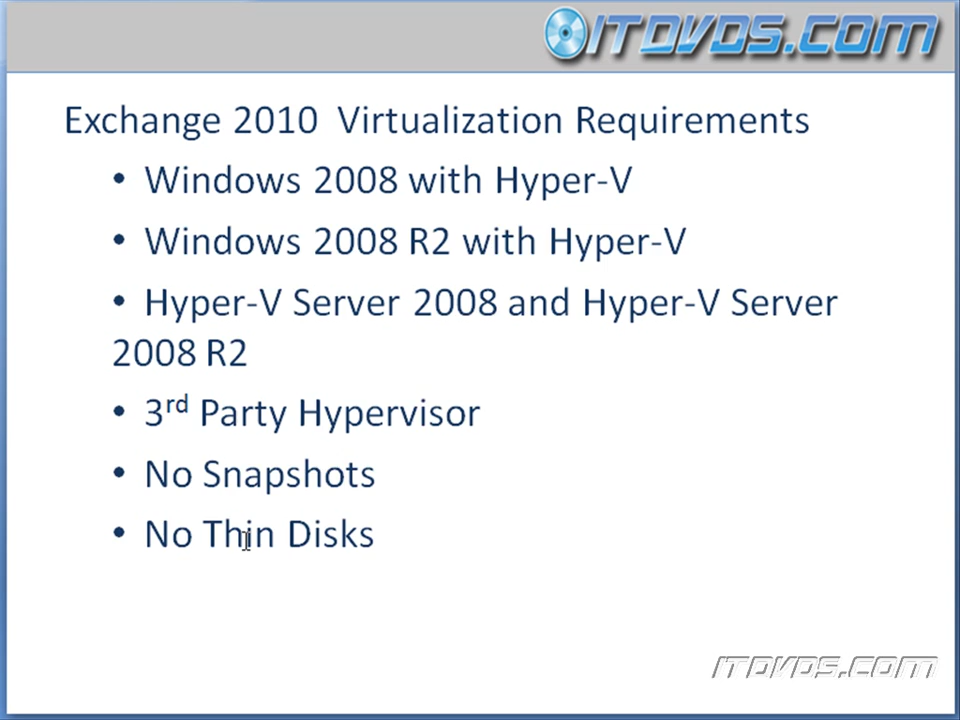 ITDVDS.COM
Exchange 2010 Virtualization Requirements
• Windows 2008 with Hyper-V
• Windows 2008 R2 with Hyper-V
• Hyper-V Server 2008 and Hyper-V Server
2008 R2
• 3rd Party Hypervisor
• No Snapshots
• No Thin Disks
ITDVDS.COM